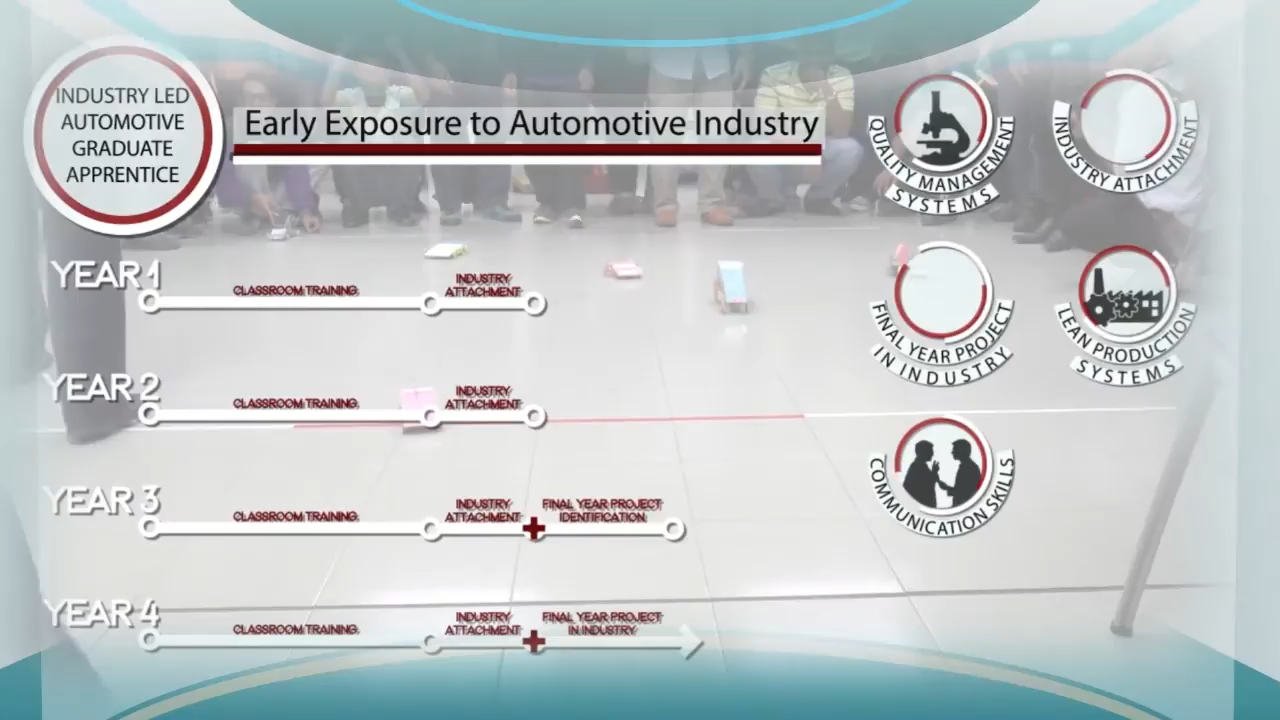 INDUSTRY LED
AUTOMOTIVE
GRADUATE
APPRENTICE
Early Exposure to Automotive Industry
YEAR 1
CLASSROOM TRAINING
INDUSTRY
ATTACHMENT
YEAR 2
CLASSROOM TRAINING
INDUSTRY
ATTACHMENT
YEAR 3
CLASSROOM TRAINING
INDUSTRY
ATTACHMENT
FINAL YEAR PROJECT
IDENTIFICATION
YEAR 4
CLASSROOM TRAINING
INDUSTRY
ATTACHMENT
FINAL YEAR PROJECT
IN INDUSTRY
QUALITY MANAGEMENT
SYSTEMS
INDUSTRY ATTACHMENT
FINAL YEAR PROJECT
IN INDUSTRY
LEAN PRODUCTION
SYSTEMS
COMMUNICATION SKILLS